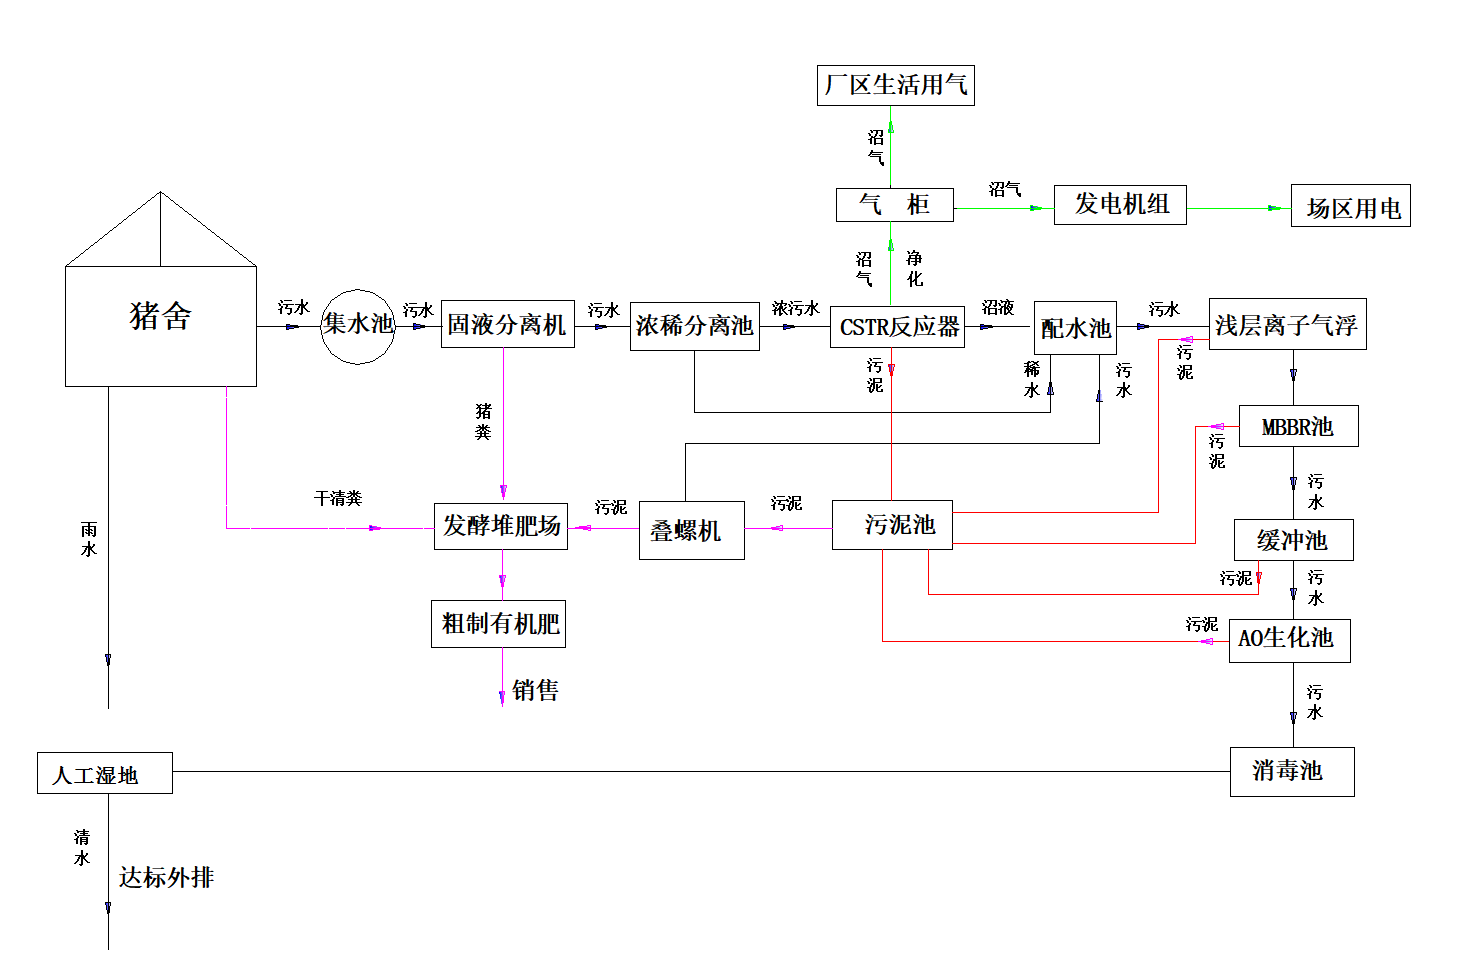 厂区生活用气
沼气
气 柜
沼气
发电机组
场区用电
沼气
净化
猪舍
污水
集水池
污水
固液分离机
污水
浓稀分离池
浓污水
CSTR反应器
沼液
配水池
污水
浅层离子气浮
污泥
稀水
污水
污泥
猪粪
MBBR池
污泥
污水
干清粪
发酵堆肥场
污泥
叠螺机
污泥
污泥池
雨水
缓冲池
污泥
污水
粗制有机肥
污泥
AO生化池
销售
污水
人工湿地
消毒池
清水
达标外排